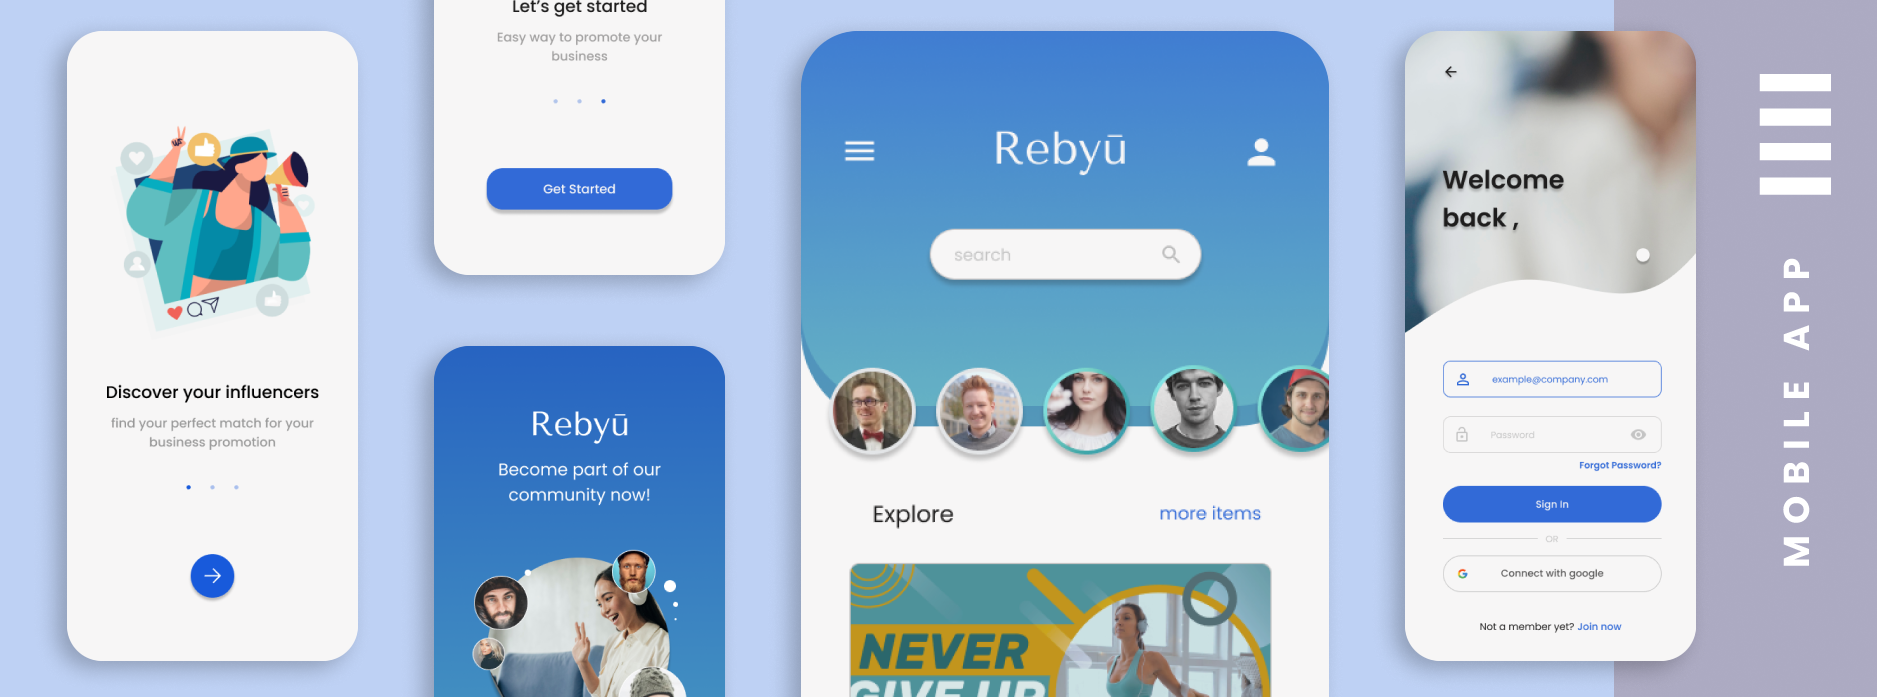 Discover your influencers
find your perfect match for your
business promotion
Let's get started
Easy way to promote your
business
Get Started
Rebyū
Become part of our
community now!
Rebyū
search
Explore
more items
NEVER
GIVE UP
Welcome
back ,
example@company.com
Password
Forgot Password?
Sign In
OR
Connect with google
Not a member yet? Join now
MOBILE APP